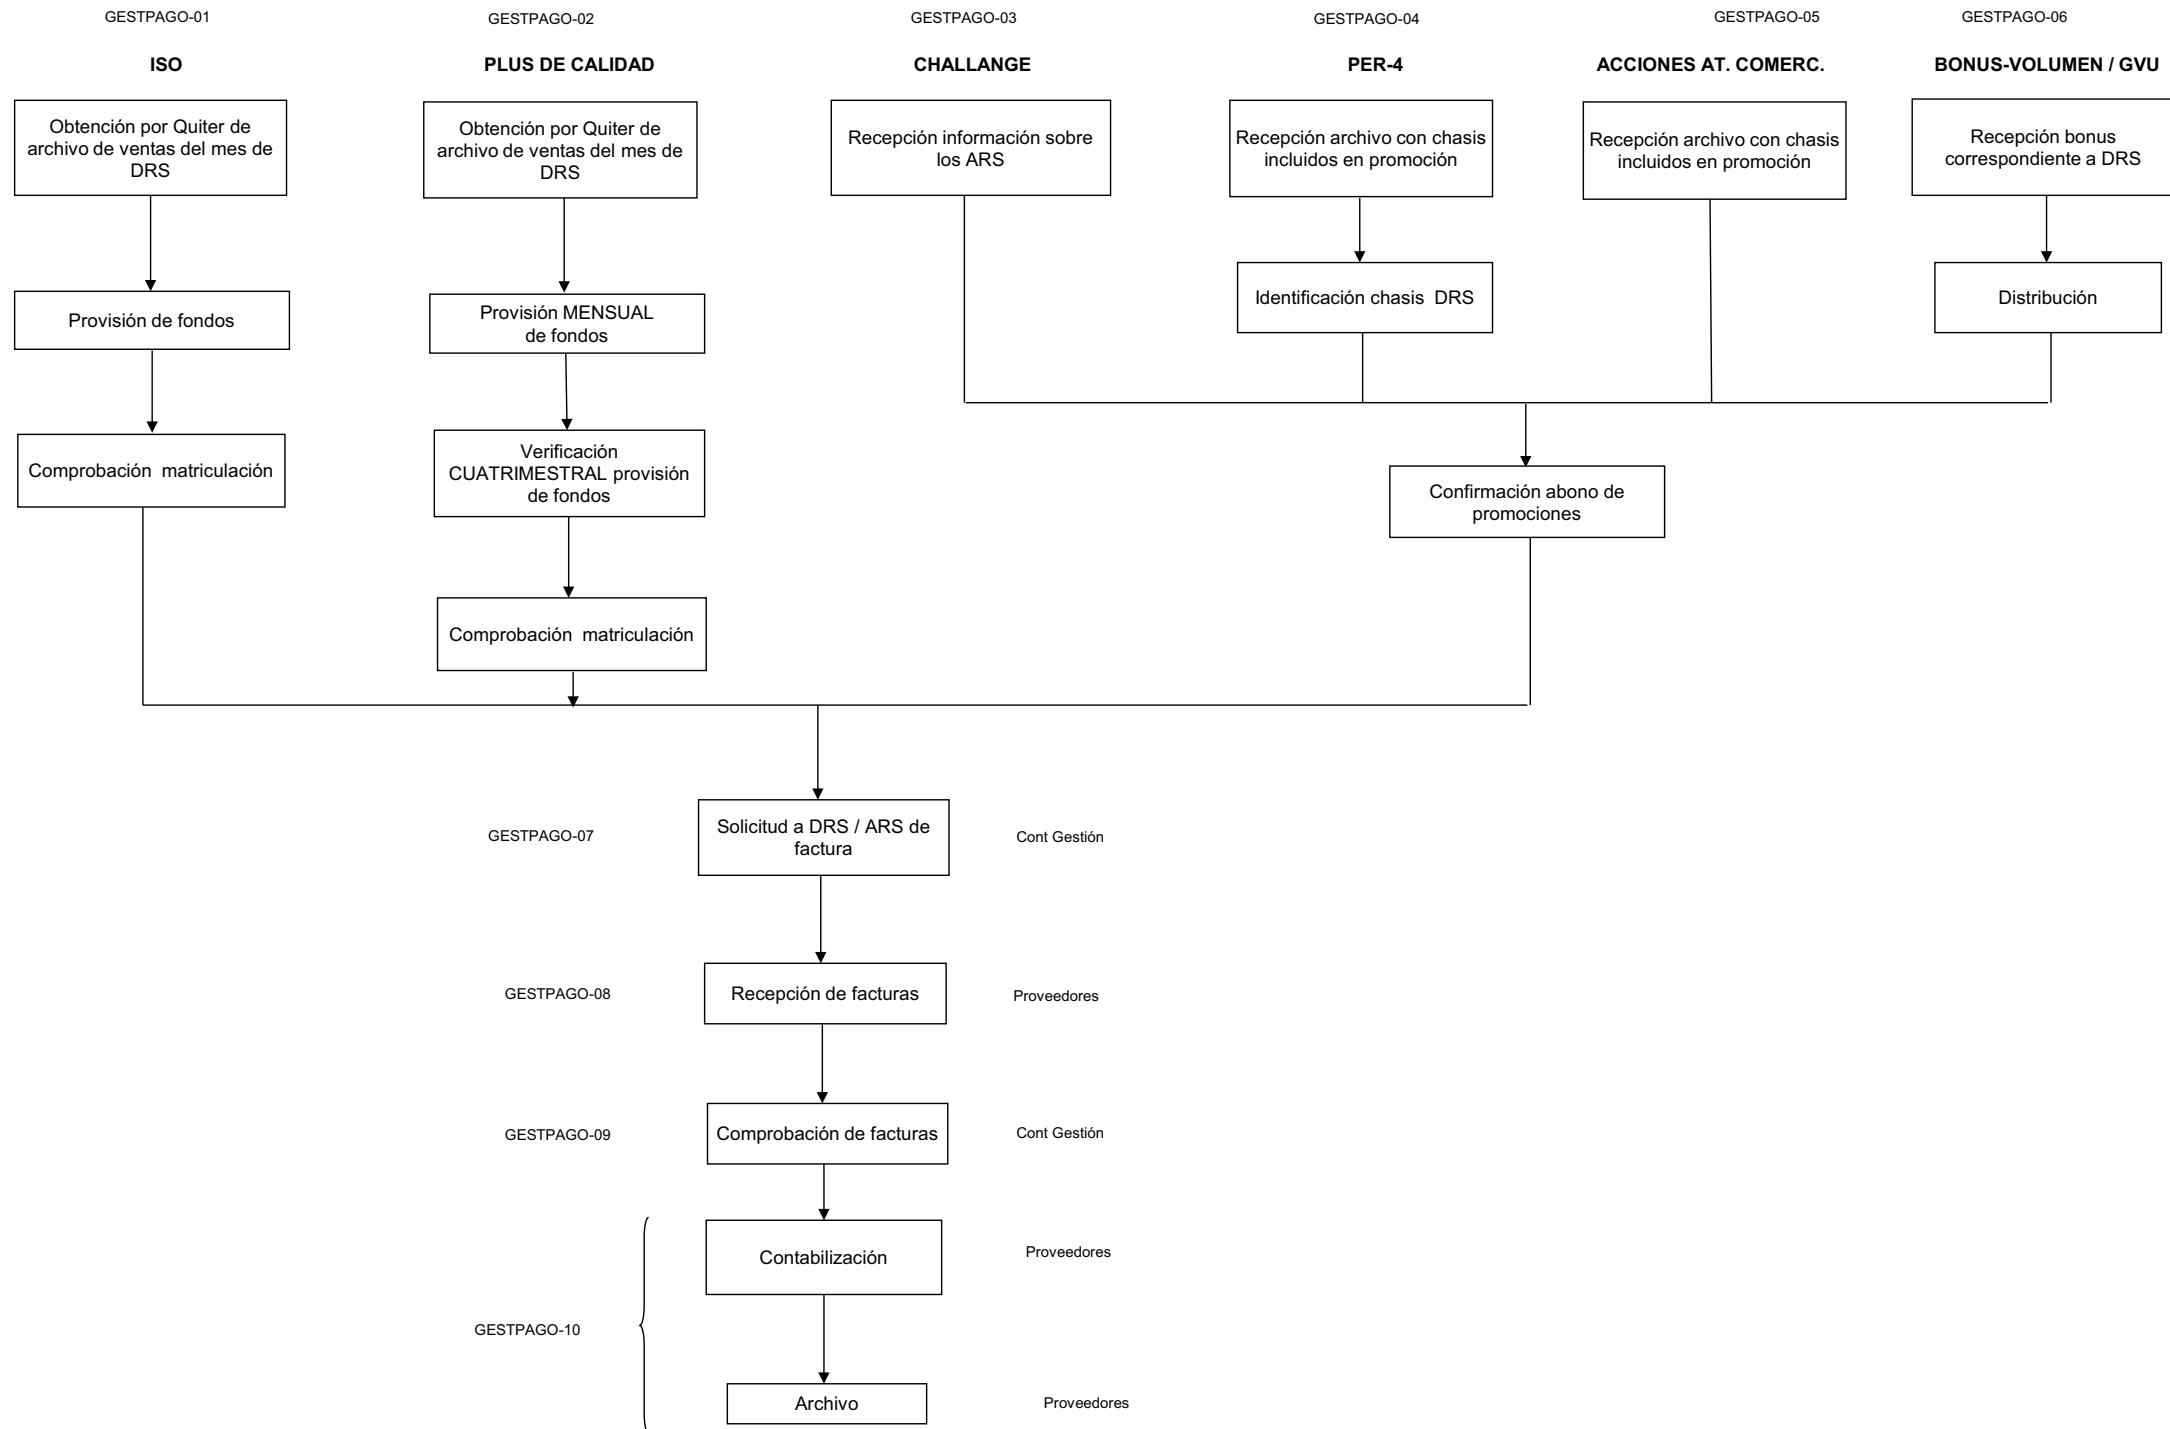 GESTPAGO-01
GESTPAGO-02
GESTPAGO-03
GESTPAGO-04
GESTPAGO-05
GESTPAGO-06
ISO
PLUS DE CALIDAD
CHALLANGE
PER-4
ACCIONES AT. COMERC.
BONUS-VOLUMEN / GVU
Obtención por Quiter de
archivo de ventas del mes de
DRS
Obtención por Quiter de
archivo de ventas del mes de
DRS
Recepción información sobre
los ARS
Recepción archivo con chasis
incluidos en promoción
Recepción archivo con chasis
incluidos en promoción
Recepción bonus
correspondiente a DRS
Provisión de fondos
Provisión MENSUAL
de fondos
Identificación chasis DRS
Distribución
Comprobación matriculación
Verificación
CUATRIMESTRAL provisión
de fondos
Confirmación abono de
promociones
Comprobación matriculación
GESTPAGO-07
Solicitud a DRS / ARS de
factura
Cont Gestión
GESTPAGO-08
Recepción de facturas
Proveedores
GESTPAGO-09
Comprobación de facturas
Cont Gestión
Contabilización
Proveedores
GESTPAGO-10
Archivo
Proveedores